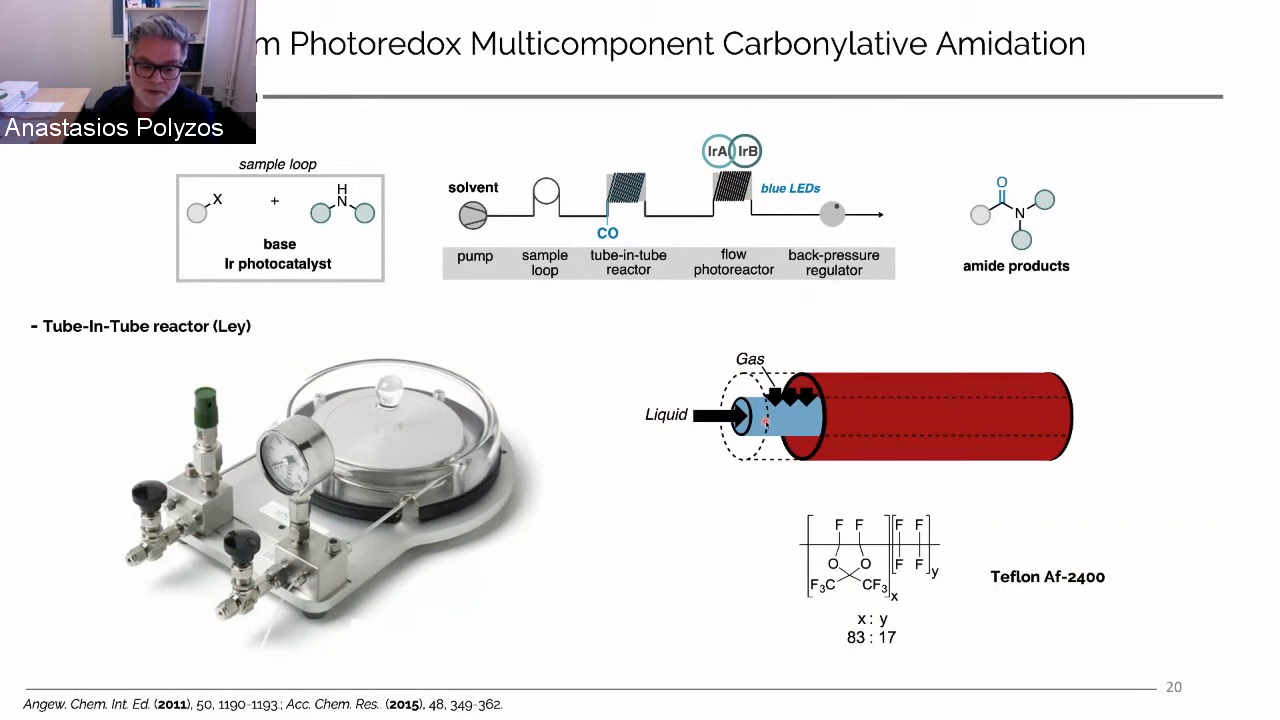 m Photoredox Multicomponent Carbonylative Amidation
Anastasios Polyzos
sample loop
X
+
H
N
base
Ir photocatalyst
solvent
CO
IrA IrB
blue LEDs
pump
sample loop
tube-in-tube reactor
flow photoreactor
back-pressure regulator
O
N
amide products
- Tube-In-Tube reactor (Ley)
Gas
Liquid
F F F F
O O F F
F₃C CF₃
x
y
x : y
83 : 17
Teflon Af-2400
20
Angew. Chem. Int. Ed. (2011), 50, 1190-1193.; Acc. Chem. Res.. (2015), 48, 349-362.